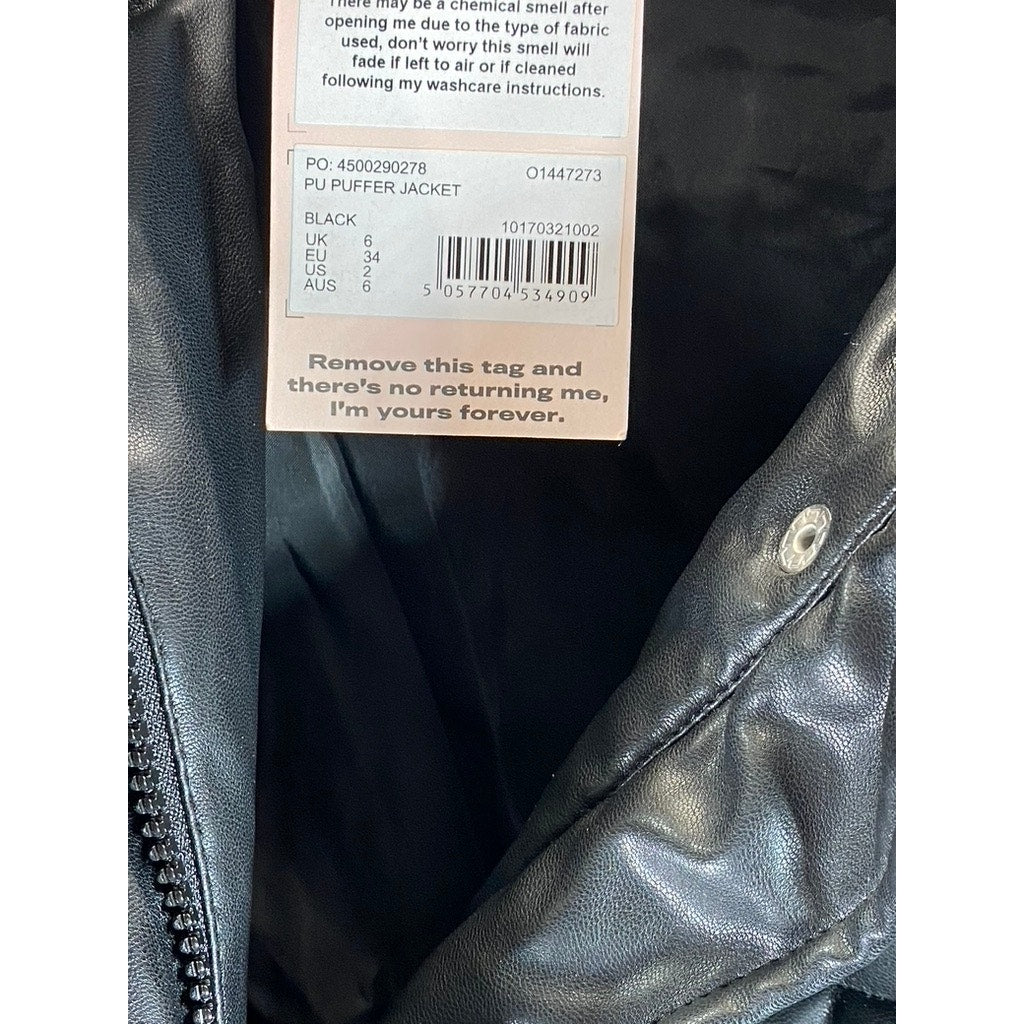 There may be a chemical smell after
opening me due to the type of fabric
used, don't worry this smell will
fade if left to air or if cleaned
following my washcare instructions.
PO: 4500290278 O1447273
PU PUFFER JACKET
BLACK 10170321002
UK 6
EU 34
US 2
AUS 6
5 057704 534909
Remove this tag and
there's no returning me,
I'm yours forever.